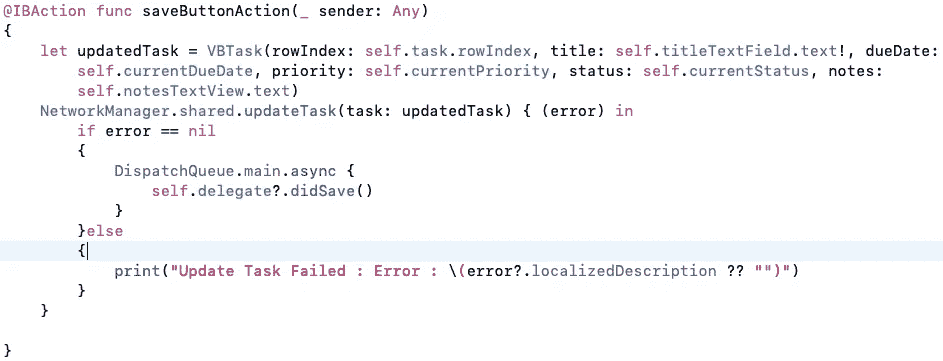 @IBAction func saveButtonAction(_ sender: Any)
{
let updatedTask = VBTask(rowIndex: self.task.rowIndex, title: self.titleTextField.text!, dueDate:
self.currentDueDate, priority: self.currentPriority, status: self.currentStatus, notes:
self.notesTextView.text)
NetworkManager.shared.updateTask(task: updatedTask) { (error) in
if error == nil
{
DispatchQueue.main.async {
self.delegate?.didSave()
}
}else
{
print("Update Task Failed : Error : \(error?.localizedDescription ?? "")")
}
}
}